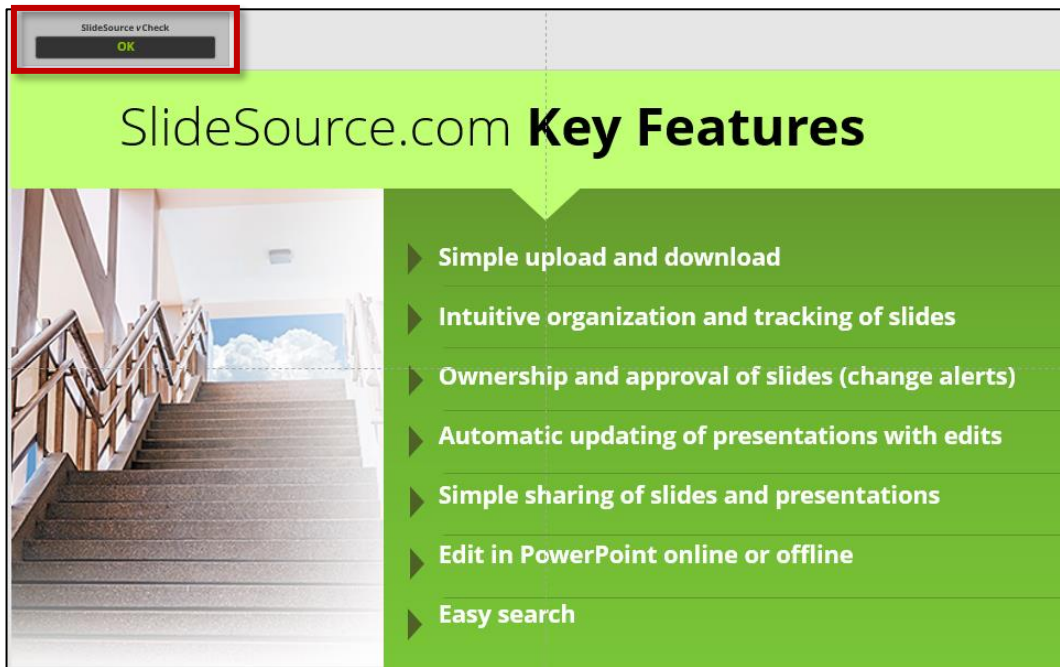 SlideSource vCheck
OK
SlideSource.com Key Features
Simple upload and download
Intuitive organization and tracking of slides
Ownership and approval of slides (change alerts)
Automatic updating of presentations with edits
Simple sharing of slides and presentations
Edit in PowerPoint online or offline
Easy search